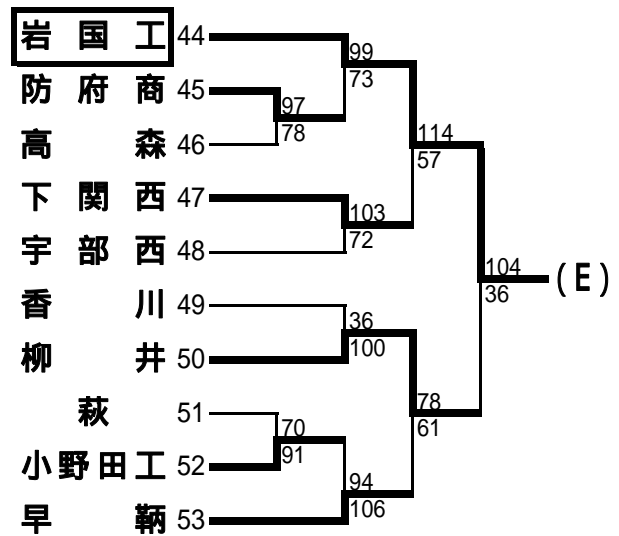 岩国工 44
99
73
防府商 45
97
78
高森 46
114
57
下関西 47
103
72
宇部西 48
104
36
(E)
香川 49
36
100
柳井 50
78
61
萩 51
70
91
小野田工 52
94
106
早鞆 53